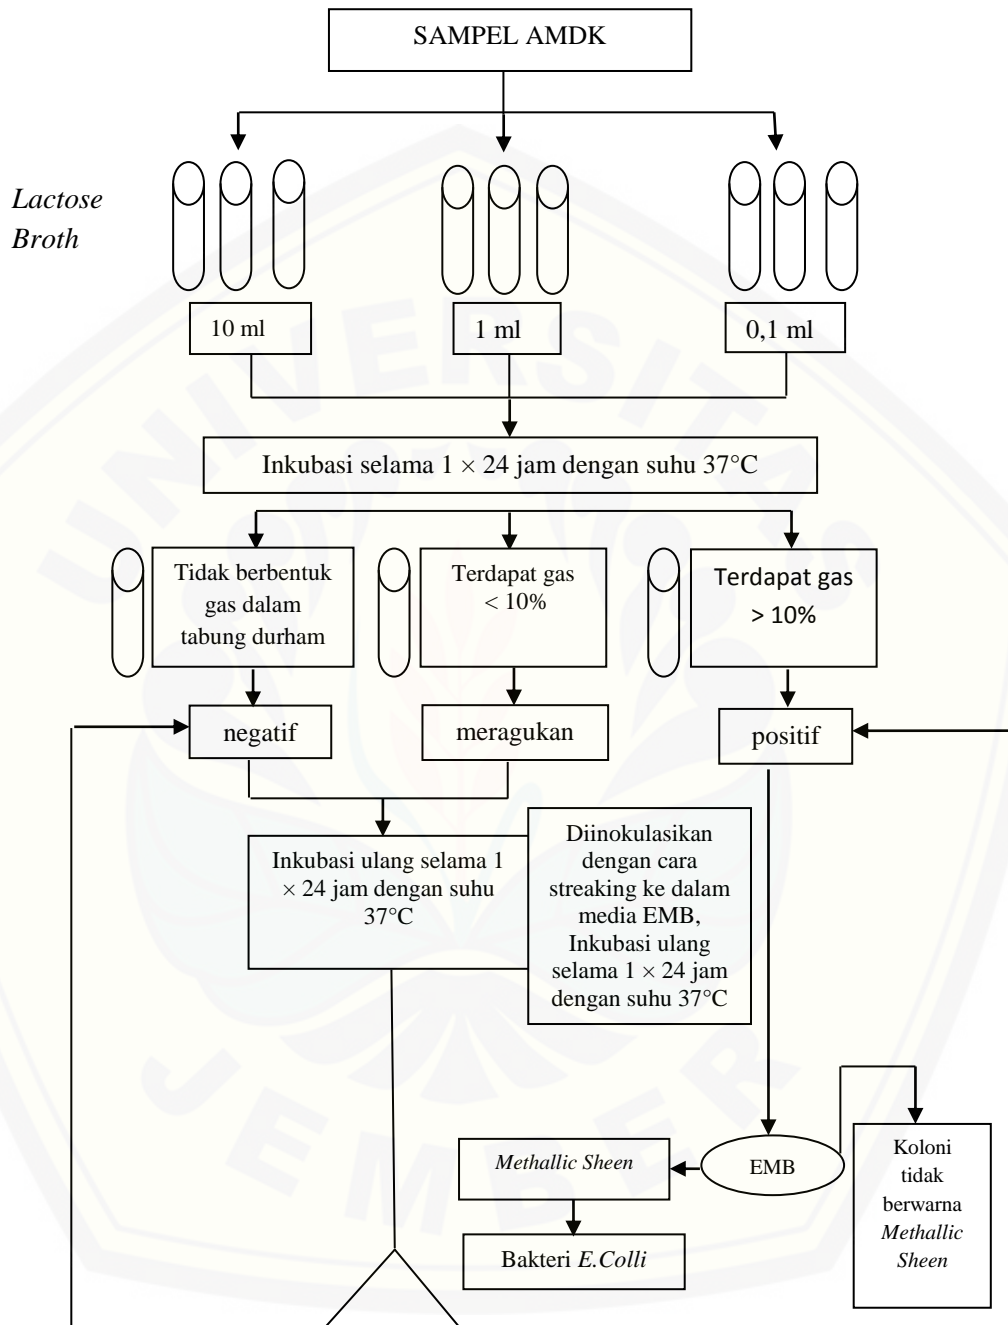 SAMPEL AMDK
Lactose
Broth
10 ml
1 ml
0,1 ml
Inkubasi selama 1 × 24 jam dengan suhu 37°C
Tidak berbentuk
gas dalam
tabung durham
Terdapat gas
< 10%
Terdapat gas
> 10%
negatif
meragukan
positif
Inkubasi ulang selama 1
× 24 jam dengan suhu
37°C
Diinokulasikan
dengan cara
streaking ke dalam
media EMB,
Inkubasi ulang
selama 1 × 24 jam
dengan suhu 37°C
Methallic Sheen
EMB
Koloni
tidak
berwarna
Methallic
Sheen
Bakteri E.Colli
UNIVERSITAS
JEMBER